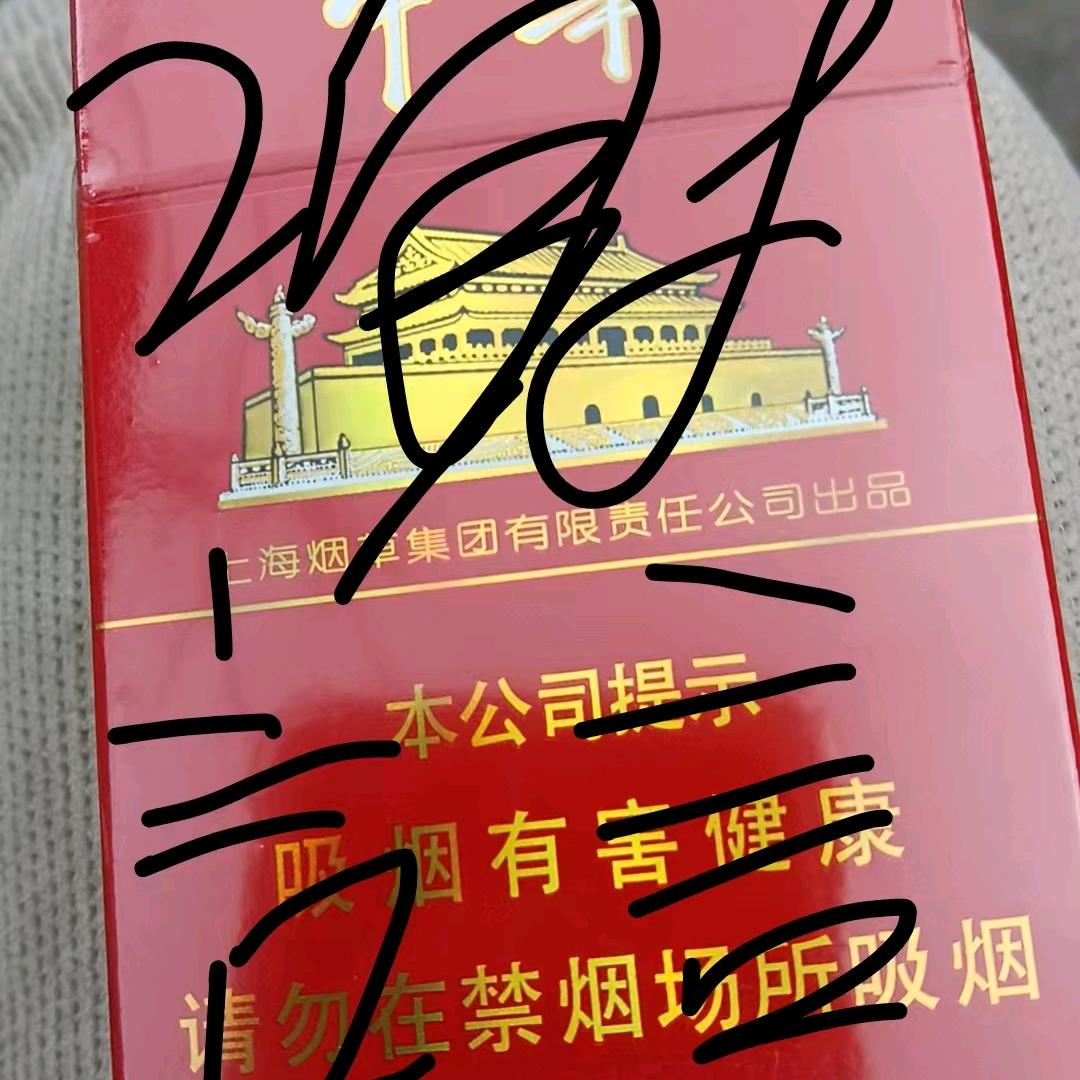 上海烟草集团有限责任公司出品
本公司提示
吸烟有害健康
请勿在禁烟场所吸烟